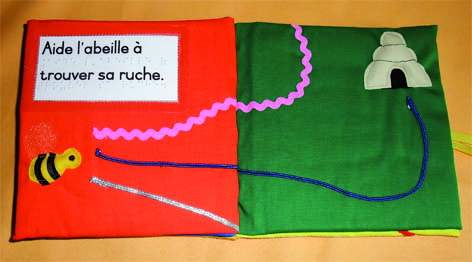 Aide l'abeille à
trouver sa ruche.